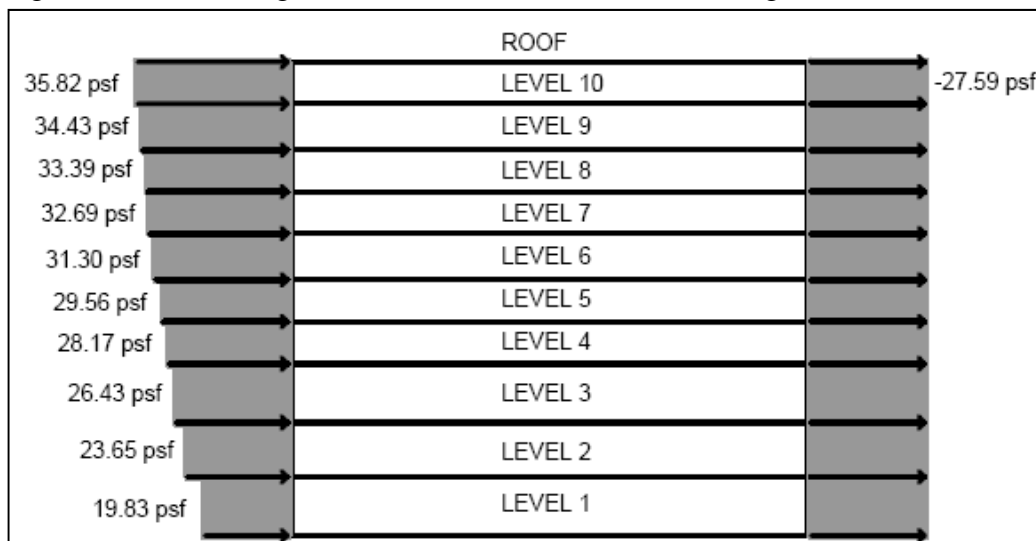 ROOF
35.82 psf LEVEL 10 -27.59 psf
34.43 psf LEVEL 9
33.39 psf LEVEL 8
32.69 psf LEVEL 7
31.30 psf LEVEL 6
29.56 psf LEVEL 5
28.17 psf LEVEL 4
26.43 psf LEVEL 3
23.65 psf LEVEL 2
19.83 psf LEVEL 1